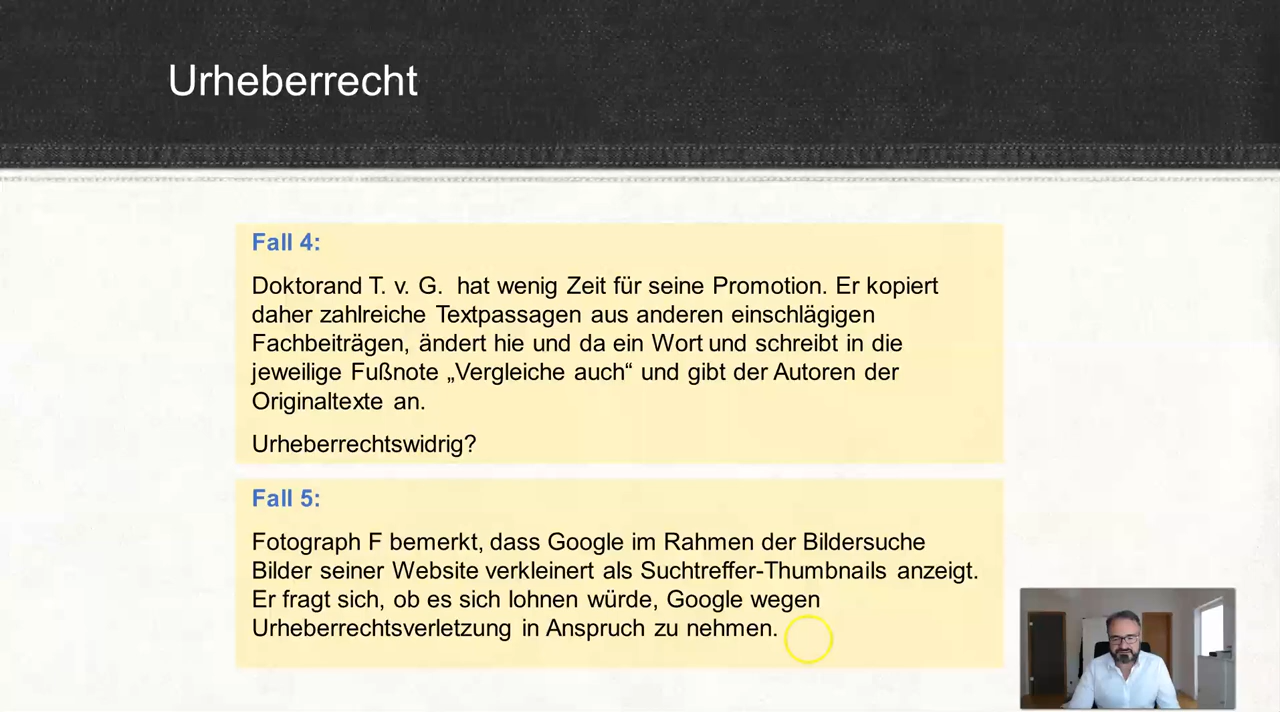 Urheberrecht
Fall 4:
Doktorand T. v. G.  hat wenig Zeit für seine Promotion. Er kopiert
daher zahlreiche Textpassagen aus anderen einschlägigen
Fachbeiträgen, ändert hie und da ein Wort und schreibt in die
jeweilige Fußnote „Vergleiche auch“ und gibt der Autoren der
Originaltexte an.
Urheberrechtswidrig?
Fall 5:
Fotograph F bemerkt, dass Google im Rahmen der Bildersuche
Bilder seiner Website verkleinert als Suchtreffer-Thumbnails anzeigt.
Er fragt sich, ob es sich lohnen würde, Google wegen
Urheberrechtsverletzung in Anspruch zu nehmen.